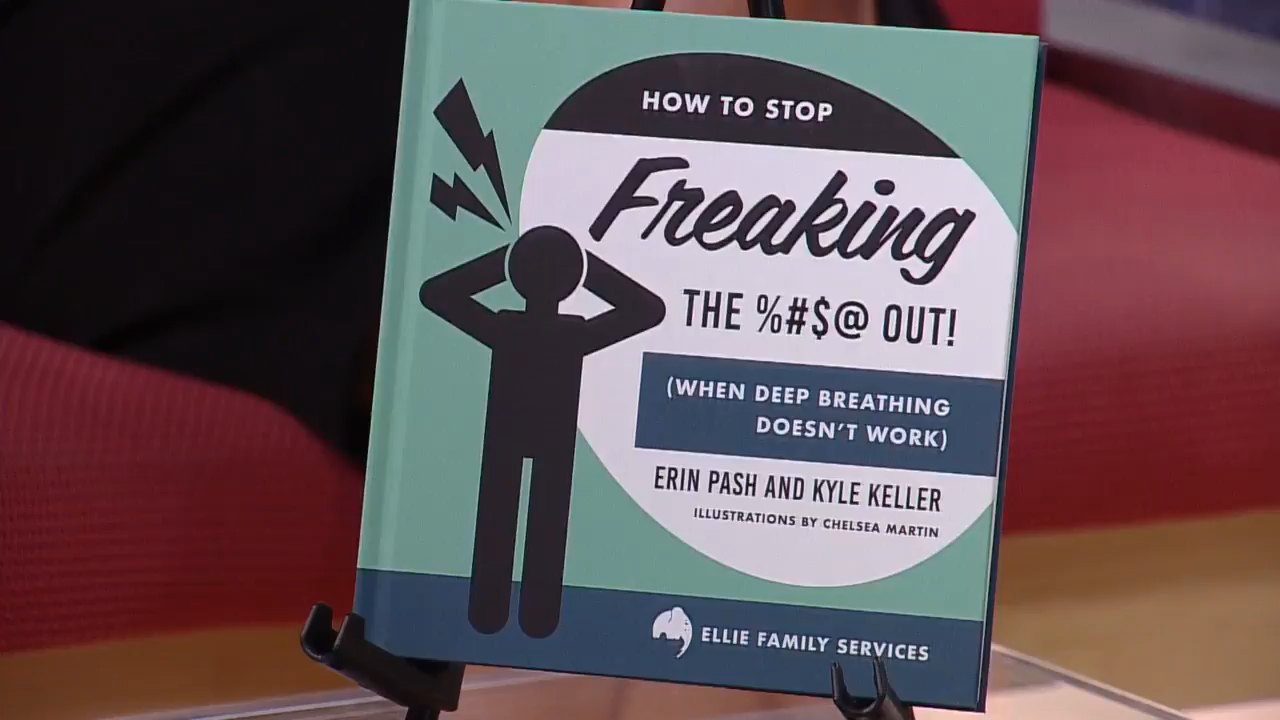 HOW TO STOP
Freaking
THE %#$@ OUT!
(WHEN DEEP BREATHING
DOESN'T WORK)
ERIN PASH AND KYLE KELLER
ILLUSTRATIONS BY CHELSEA MARTIN
ELLIE FAMILY SERVICES